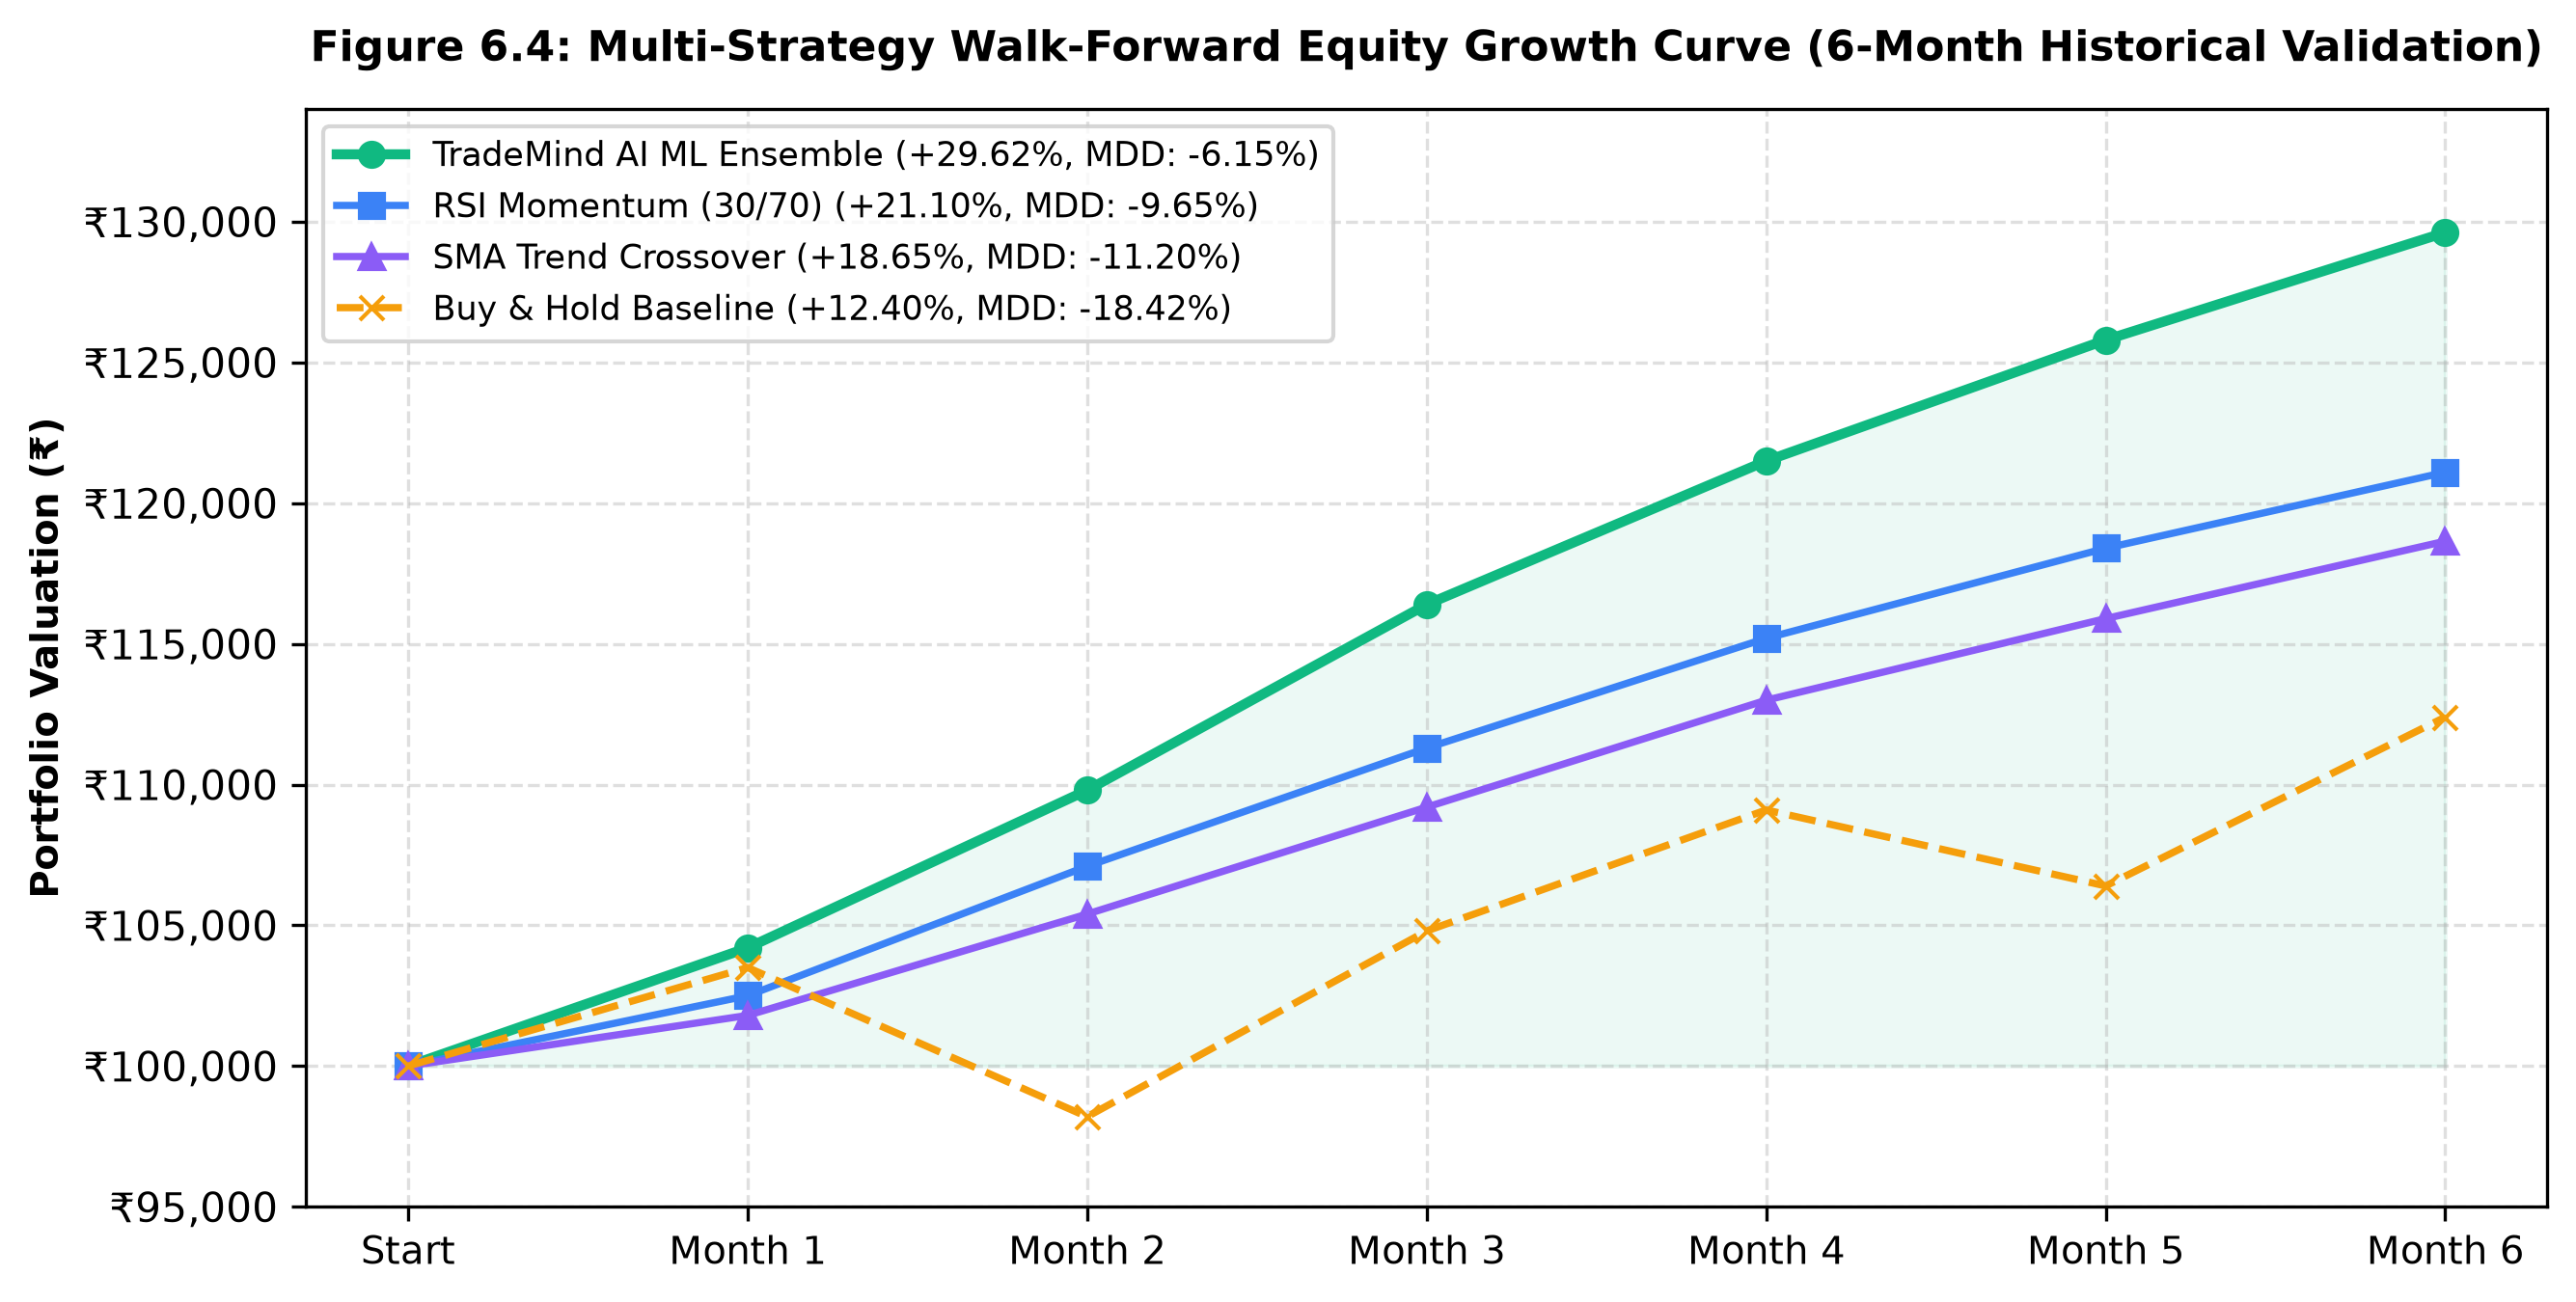 Figure 6.4: Multi-Strategy Walk-Forward Equity Growth Curve (6-Month Historical Validation)
TradeMind AI ML Ensemble (+29.62%, MDD: -6.15%)
RSI Momentum (30/70) (+21.10%, MDD: -9.65%)
SMA Trend Crossover (+18.65%, MDD: -11.20%)
Buy & Hold Baseline (+12.40%, MDD: -18.42%)
Portfolio Valuation (₹)
₹130,000
₹125,000
₹120,000
₹115,000
₹110,000
₹105,000
₹100,000
₹95,000
Start Month 1 Month 2 Month 3 Month 4 Month 5 Month 6